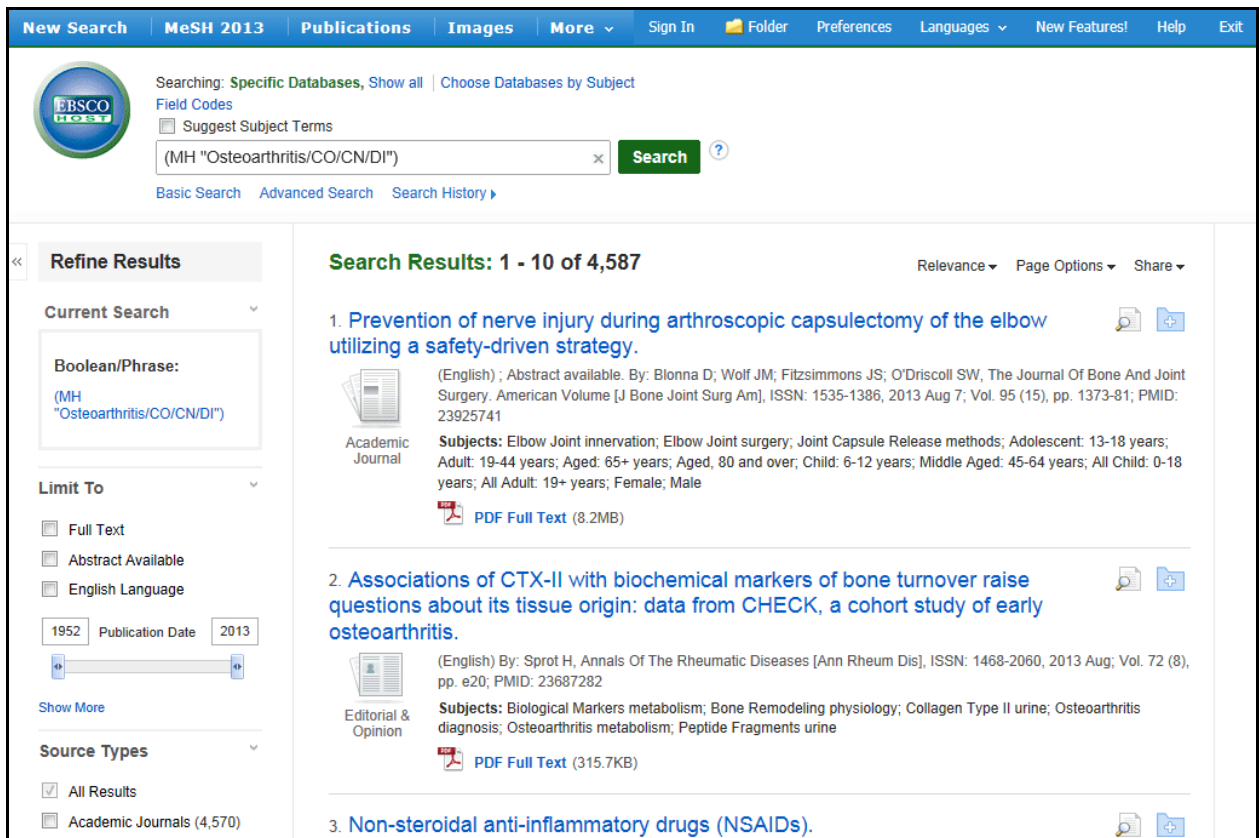 New Search MeSH 2013 Publications Images More Sign In Folder Preferences Languages New Features! Help Exit
EBSCO
HOST
Searching: Specific Databases, Show all Choose Databases by Subject
Field Codes
Suggest Subject Terms
(MH "Osteoarthritis/CO/CN/DI") × Search ?
Basic Search Advanced Search Search History
« Refine Results
Current Search
Boolean/Phrase:
(MH
"Osteoarthritis/CO/CN/DI")
Limit To
Full Text
Abstract Available
English Language
1952 Publication Date 2013
Show More
Source Types
All Results
Academic Journals (4,570)
Search Results: 1 - 10 of 4,587
Relevance Page Options Share
1. Prevention of nerve injury during arthroscopic capsulectomy of the elbow
utilizing a safety-driven strategy.
Academic
Journal
(English) ; Abstract available. By: Blonna D; Wolf JM; Fitzsimmons JS; O'Driscoll SW, The Journal Of Bone And Joint
Surgery. American Volume [J Bone Joint Surg Am], ISSN: 1535-1386, 2013 Aug 7; Vol. 95 (15), pp. 1373-81; PMID:
23925741
Subjects: Elbow Joint innervation; Elbow Joint surgery; Joint Capsule Release methods; Adolescent: 13-18 years;
Adult: 19-44 years; Aged: 65+ years; Aged, 80 and over; Child: 6-12 years; Middle Aged: 45-64 years; All Child: 0-18
years; All Adult: 19+ years; Female; Male
PDF Full Text (8.2MB)
2. Associations of CTX-II with biochemical markers of bone turnover raise
questions about its tissue origin: data from CHECK, a cohort study of early
osteoarthritis.
Editorial &
Opinion
(English) By: Sprot H, Annals Of The Rheumatic Diseases [Ann Rheum Dis], ISSN: 1468-2060, 2013 Aug; Vol. 72 (8),
pp. e20; PMID: 23687282
Subjects: Biological Markers metabolism; Bone Remodeling physiology; Collagen Type II urine; Osteoarthritis
diagnosis; Osteoarthritis metabolism; Peptide Fragments urine
PDF Full Text (315.7KB)
3. Non-steroidal anti-inflammatory drugs (NSAIDs).